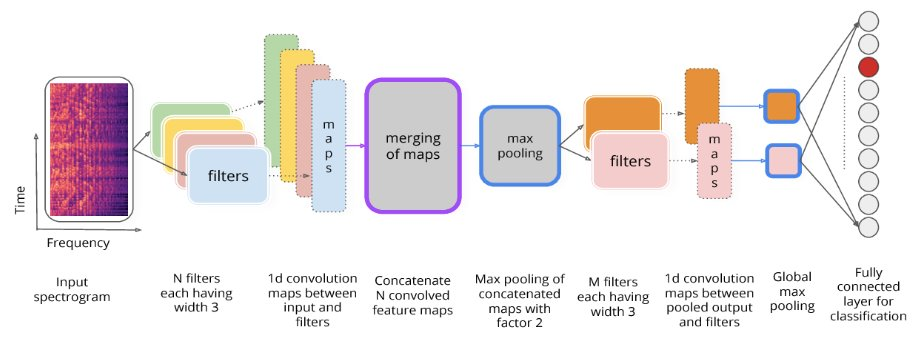 Time
Frequency
filters
m
a
p
s
merging
of maps
max
pooling
filters
m
a
p
s
Input
spectrogram
N filters
each having
width 3
1d convolution
maps between
input and
filters
Concatenate
N convolved
feature maps
Max pooling of
concatenated
maps with
factor 2
M filters
each having
width 3
1d convolution
maps between
pooled output
and filters
Global
max
pooling
Fully
connected
layer for
classification